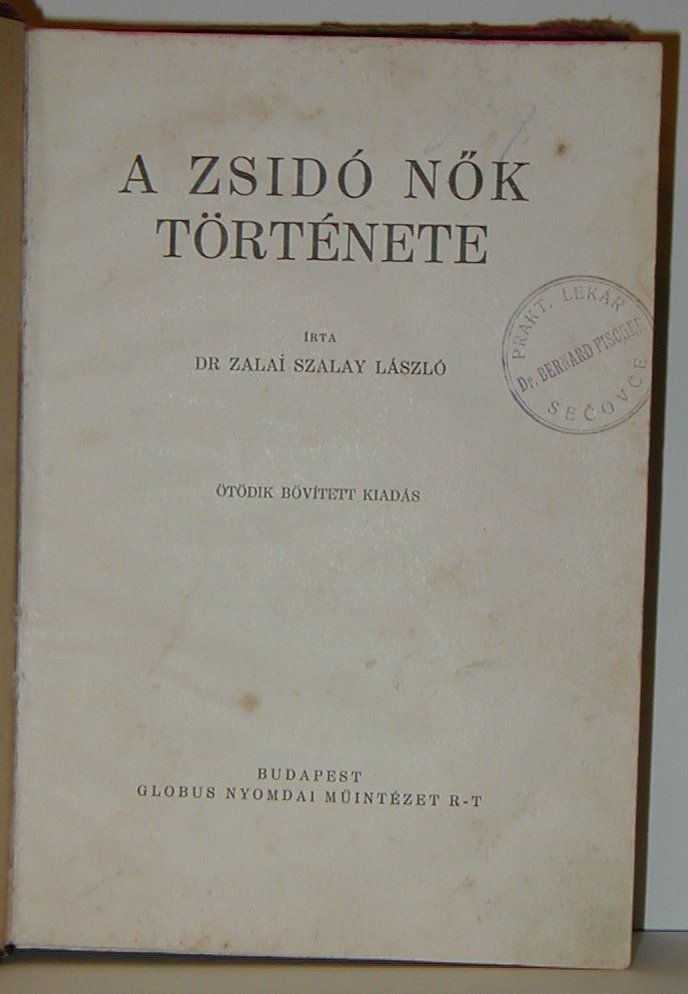 A ZSIDÓ NŐK
TÖRTÉNETE
ÍRTA
DR ZALAI SZALAY LÁSZLÓ
PRAKT. LEKÁR
Dr. BERNARD FISCHER
SEČOVCE
ÖTÖDIK BŐVÍTETT KIADÁS
BUDAPEST
GLOBUS NYOMDAI MŰINTÉZET R-T